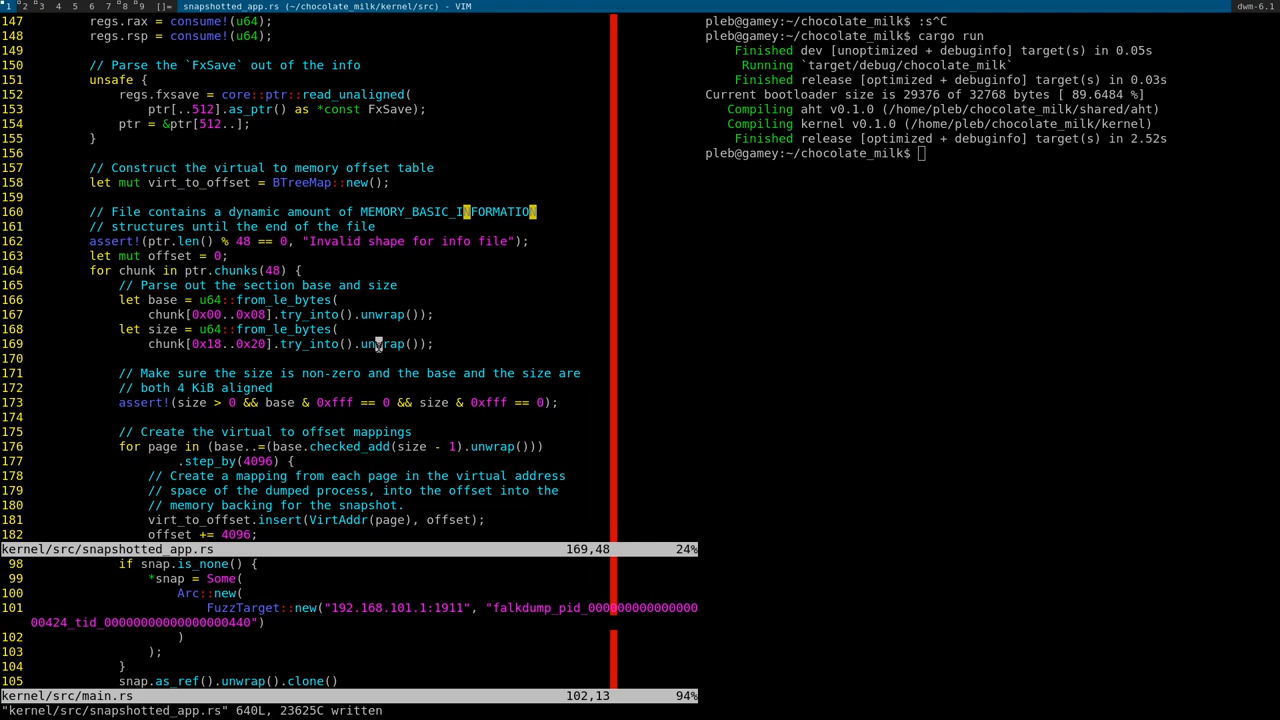 1 2 3 4 5 6 7 8 9 []= snapshotted_app.rs (~/chocolate_milk/kernel/src) - VIM dwm-6.1
147 regs.rax = consume!(u64);
148 regs.rsp = consume!(u64);
149
150 // Parse the `FxSave` out of the info
151 unsafe {
152 regs.fxsave = core::ptr::read_unaligned(
153 ptr[..512].as_ptr() as *const FxSave);
154 ptr = &ptr[512..];
155 }
156
157 // Construct the virtual to memory offset table
158 let mut virt_to_offset = BTreeMap::new();
159
160 // File contains a dynamic amount of MEMORY_BASIC_INFORMATION
161 // structures until the end of the file
162 assert!(ptr.len() % 48 == 0, "Invalid shape for info file");
163 let mut offset = 0;
164 for chunk in ptr.chunks(48) {
165 // Parse out the section base and size
166 let base = u64::from_le_bytes(
167 chunk[0x00..0x08].try_into().unwrap());
168 let size = u64::from_le_bytes(
169 chunk[0x18..0x20].try_into().unwrap());
170
171 // Make sure the size is non-zero and the base and the size are
172 // both 4 KiB aligned
173 assert!(size > 0 && base & 0xfff == 0 && size & 0xfff == 0);
174
175 // Create the virtual to offset mappings
176 for page in (base..=(base.checked_add(size - 1).unwrap()))
177 .step_by(4096) {
178 // Create a mapping from each page in the virtual address
179 // space of the dumped process, into the offset into the
180 // memory backing for the snapshot.
181 virt_to_offset.insert(VirtAddr(page), offset);
182 offset += 4096;
kernel/src/snapshotted_app.rs 169,48 24%
98 if snap.is_none() {
99 *snap = Some(
100 Arc::new(
101 FuzzTarget::new("192.168.101.1:1911", "falkdump_pid_000000000000000
00424_tid_00000000000000000440")
102 )
103 );
104 }
105 snap.as_ref().unwrap().clone()
kernel/src/main.rs 102,13 94%
"kernel/src/snapshotted_app.rs" 640L, 23625C written
pleb@gamey:~/chocolate_milk$ :s^C
pleb@gamey:~/chocolate_milk$ cargo run
Finished dev [unoptimized + debuginfo] target(s) in 0.05s
Running `target/debug/chocolate_milk`
Finished release [optimized + debuginfo] target(s) in 0.03s
Current bootloader size is 29376 of 32768 bytes [ 89.6484 %]
Compiling aht v0.1.0 (/home/pleb/chocolate_milk/shared/aht)
Compiling kernel v0.1.0 (/home/pleb/chocolate_milk/kernel)
Finished release [optimized + debuginfo] target(s) in 2.52s
pleb@gamey:~/chocolate_milk$